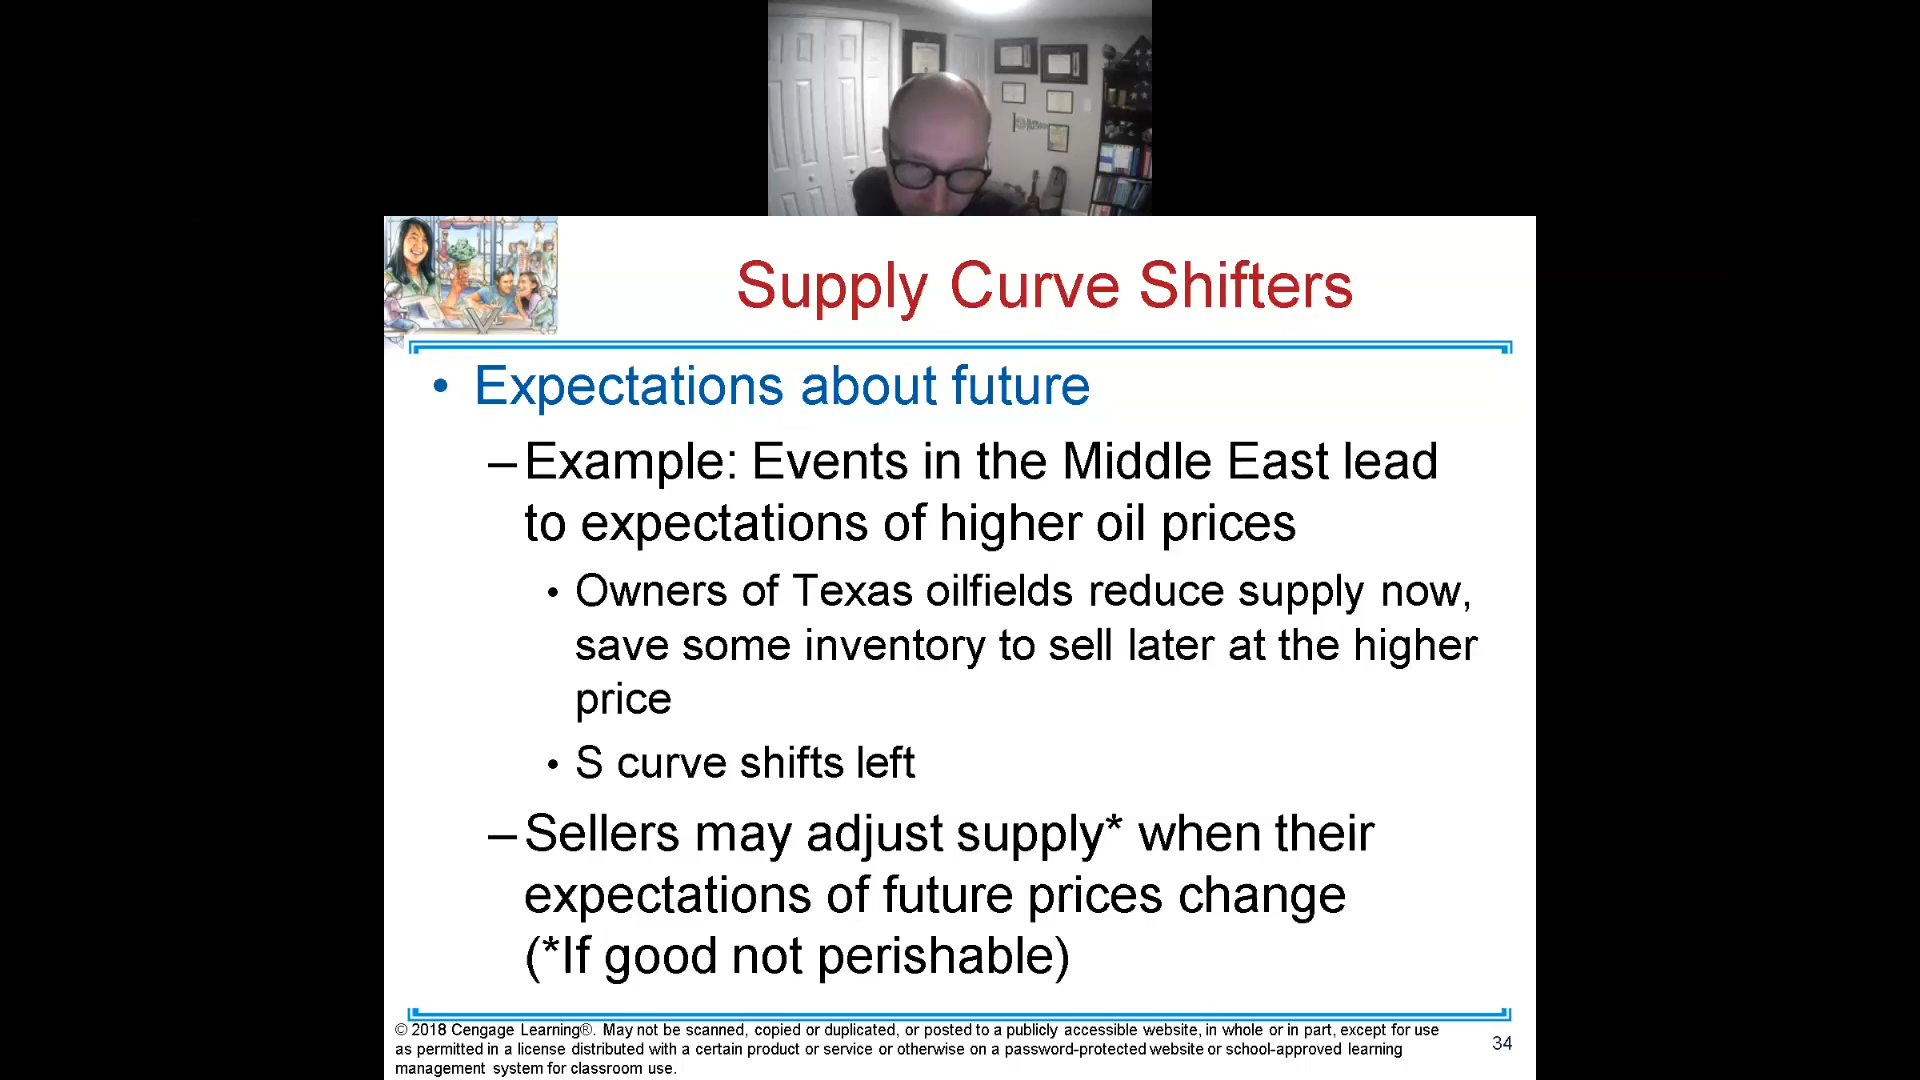 Supply Curve Shifters
• Expectations about future
–Example: Events in the Middle East lead
to expectations of higher oil prices
• Owners of Texas oilfields reduce supply now,
save some inventory to sell later at the higher
price
• S curve shifts left
–Sellers may adjust supply* when their
expectations of future prices change
(*If good not perishable)
© 2018 Cengage Learning®. May not be scanned, copied or duplicated, or posted to a publicly accessible website, in whole or in part, except for use
as permitted in a license distributed with a certain product or service or otherwise on a password-protected website or school-approved learning
management system for classroom use.
34